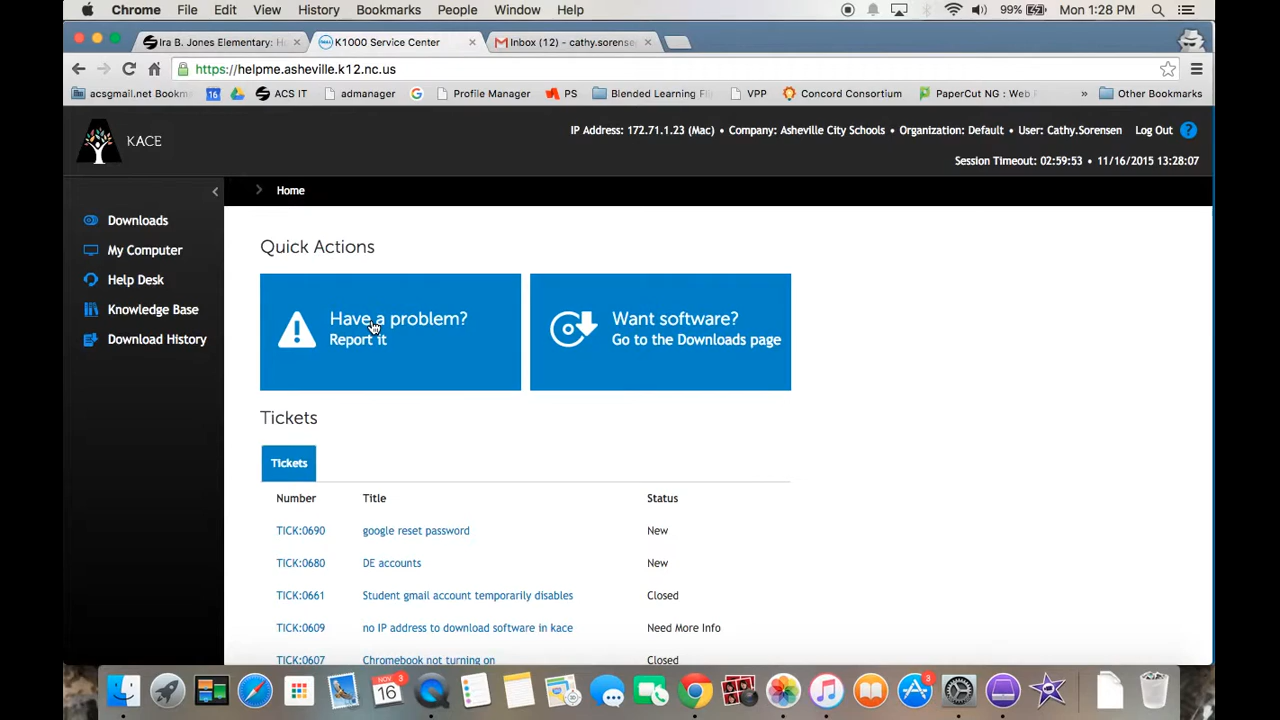 Chrome File Edit View History Bookmarks People Window Help 99% Mon 1:28 PM
Ira B. Jones Elementary: H K1000 Service Center Inbox (12) - cathy.sorense
https://helpme.asheville.k12.nc.us
acsgmail.net Bookm 16 ACS IT admanager Profile Manager PS Blended Learning VPP Concord Consortium PaperCut NG : Web » Other Bookmarks
KACE
IP Address: 172.71.1.23 (Mac) • Company: Asheville City Schools • Organization: Default • User: Cathy.Sorensen Log Out ?
Session Timeout: 02:59:53 • 11/16/2015 13:28:07
Home
Downloads
My Computer
Help Desk
Knowledge Base
Download History
Quick Actions
Have a problem?
Report it
Want software?
Go to the Downloads page
Tickets
Tickets
Number Title Status
TICK:0690 google reset password New
TICK:0680 DE accounts New
TICK:0661 Student gmail account temporarily disables Closed
TICK:0609 no IP address to download software in kace Need More Info
TICK:0607 Chromebook not turning on Closed
NOV 3
16
3